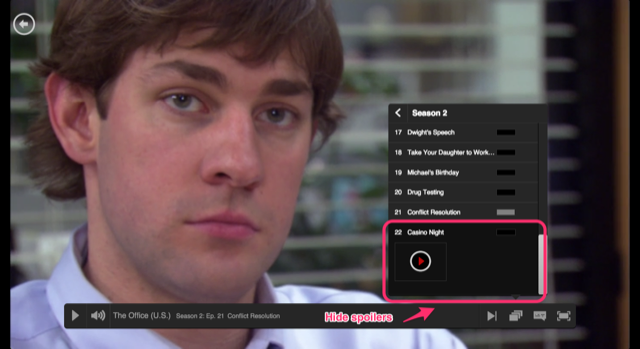 Season 2
17 Dwight's Speech
18 Take Your Daughter to Work...
19 Michael's Birthday
20 Drug Testing
21 Conflict Resolution
22 Casino Night
Hide spoilers
The Office (U.S.) Season 2: Ep. 21 Conflict Resolution